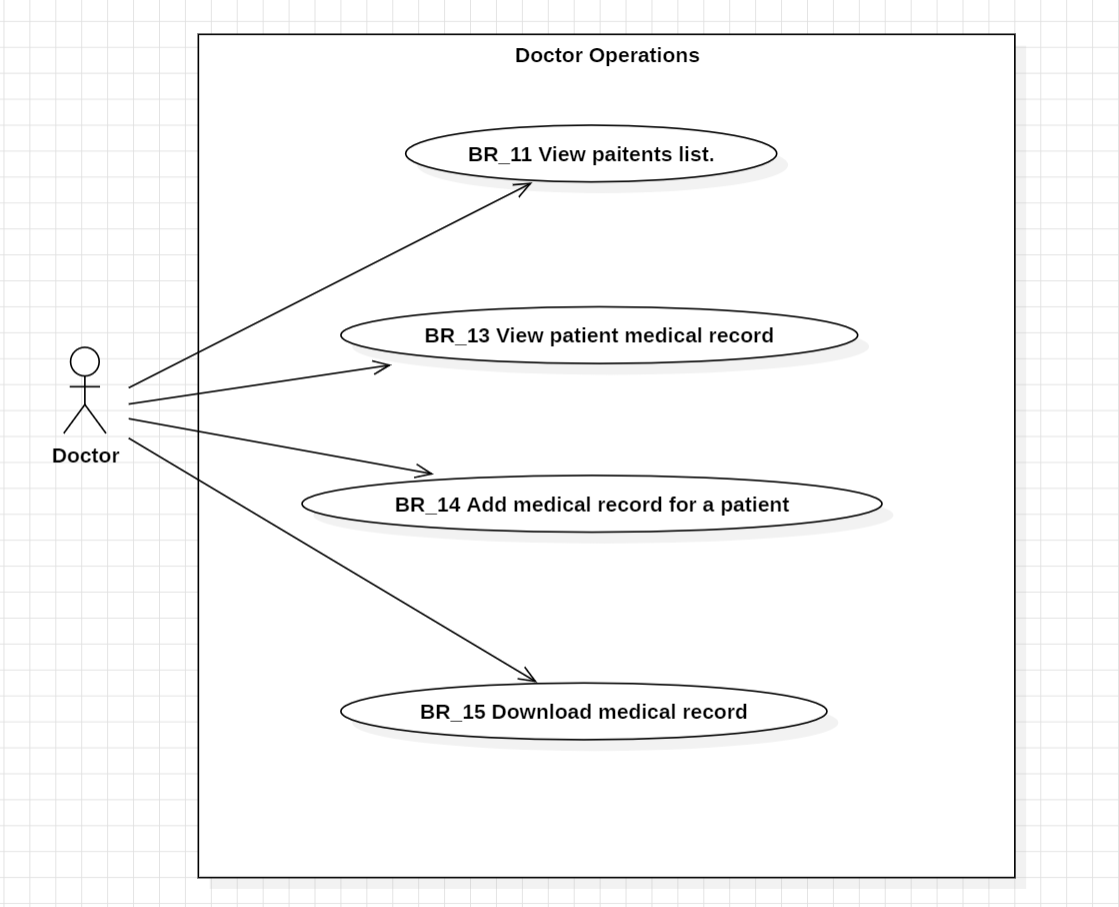 Doctor Operations
BR_11 View paitents list.
BR_13 View patient medical record
Doctor
BR_14 Add medical record for a patient
BR_15 Download medical record